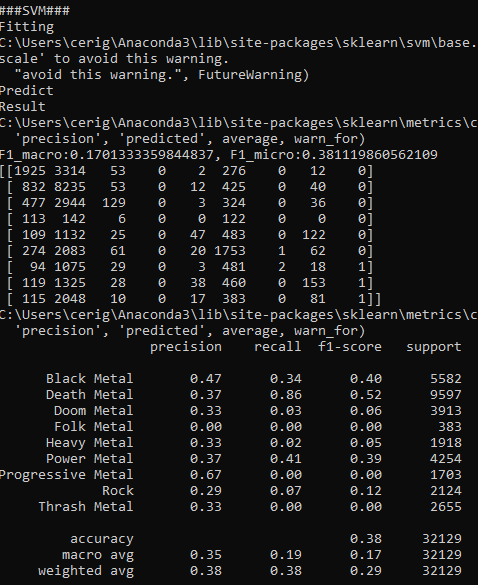 ###SVM###
Fitting
C:\Users\cerig\Anaconda3\lib\site-packages\sklearn\svm\base.
scale' to avoid this warning.
  "avoid this warning.", FutureWarning)
Predict
Result
C:\Users\cerig\Anaconda3\lib\site-packages\sklearn\metrics\c
  'precision', 'predicted', average, warn_for)
F1_macro:0.1701333359844837, F1_micro:0.381119860562109
[[1925 3314   53    0    2  276    0   12    0]
 [ 832 8235   53    0   12  425    0   40    0]
 [ 477 2944  129    0    3  324    0   36    0]
 [ 113  142    6    0    0  122    0    0    0]
 [ 109 1132   25    0   47  483    0  122    0]
 [ 274 2083   61    0   20 1753    1   62    0]
 [  94 1075   29    0    3  481    2   18    1]
 [ 119 1325   28    0   38  460    0  153    1]
 [ 115 2048   10    0   17  383    0   81    1]]
C:\Users\cerig\Anaconda3\lib\site-packages\sklearn\metrics\c
  'precision', 'predicted', average, warn_for)
                   precision    recall  f1-score   support

      Black Metal       0.47      0.34      0.40      5582
      Death Metal       0.37      0.86      0.52      9597
       Doom Metal       0.33      0.03      0.06      3913
       Folk Metal       0.00      0.00      0.00       383
      Heavy Metal       0.33      0.02      0.05      1918
      Power Metal       0.37      0.41      0.39      4254
Progressive Metal       0.67      0.00      0.00      1703
             Rock       0.29      0.07      0.12      2124
     Thrash Metal       0.33      0.00      0.00      2655

         accuracy                           0.38     32129
        macro avg       0.35      0.19      0.17     32129
     weighted avg       0.38      0.38      0.29     32129